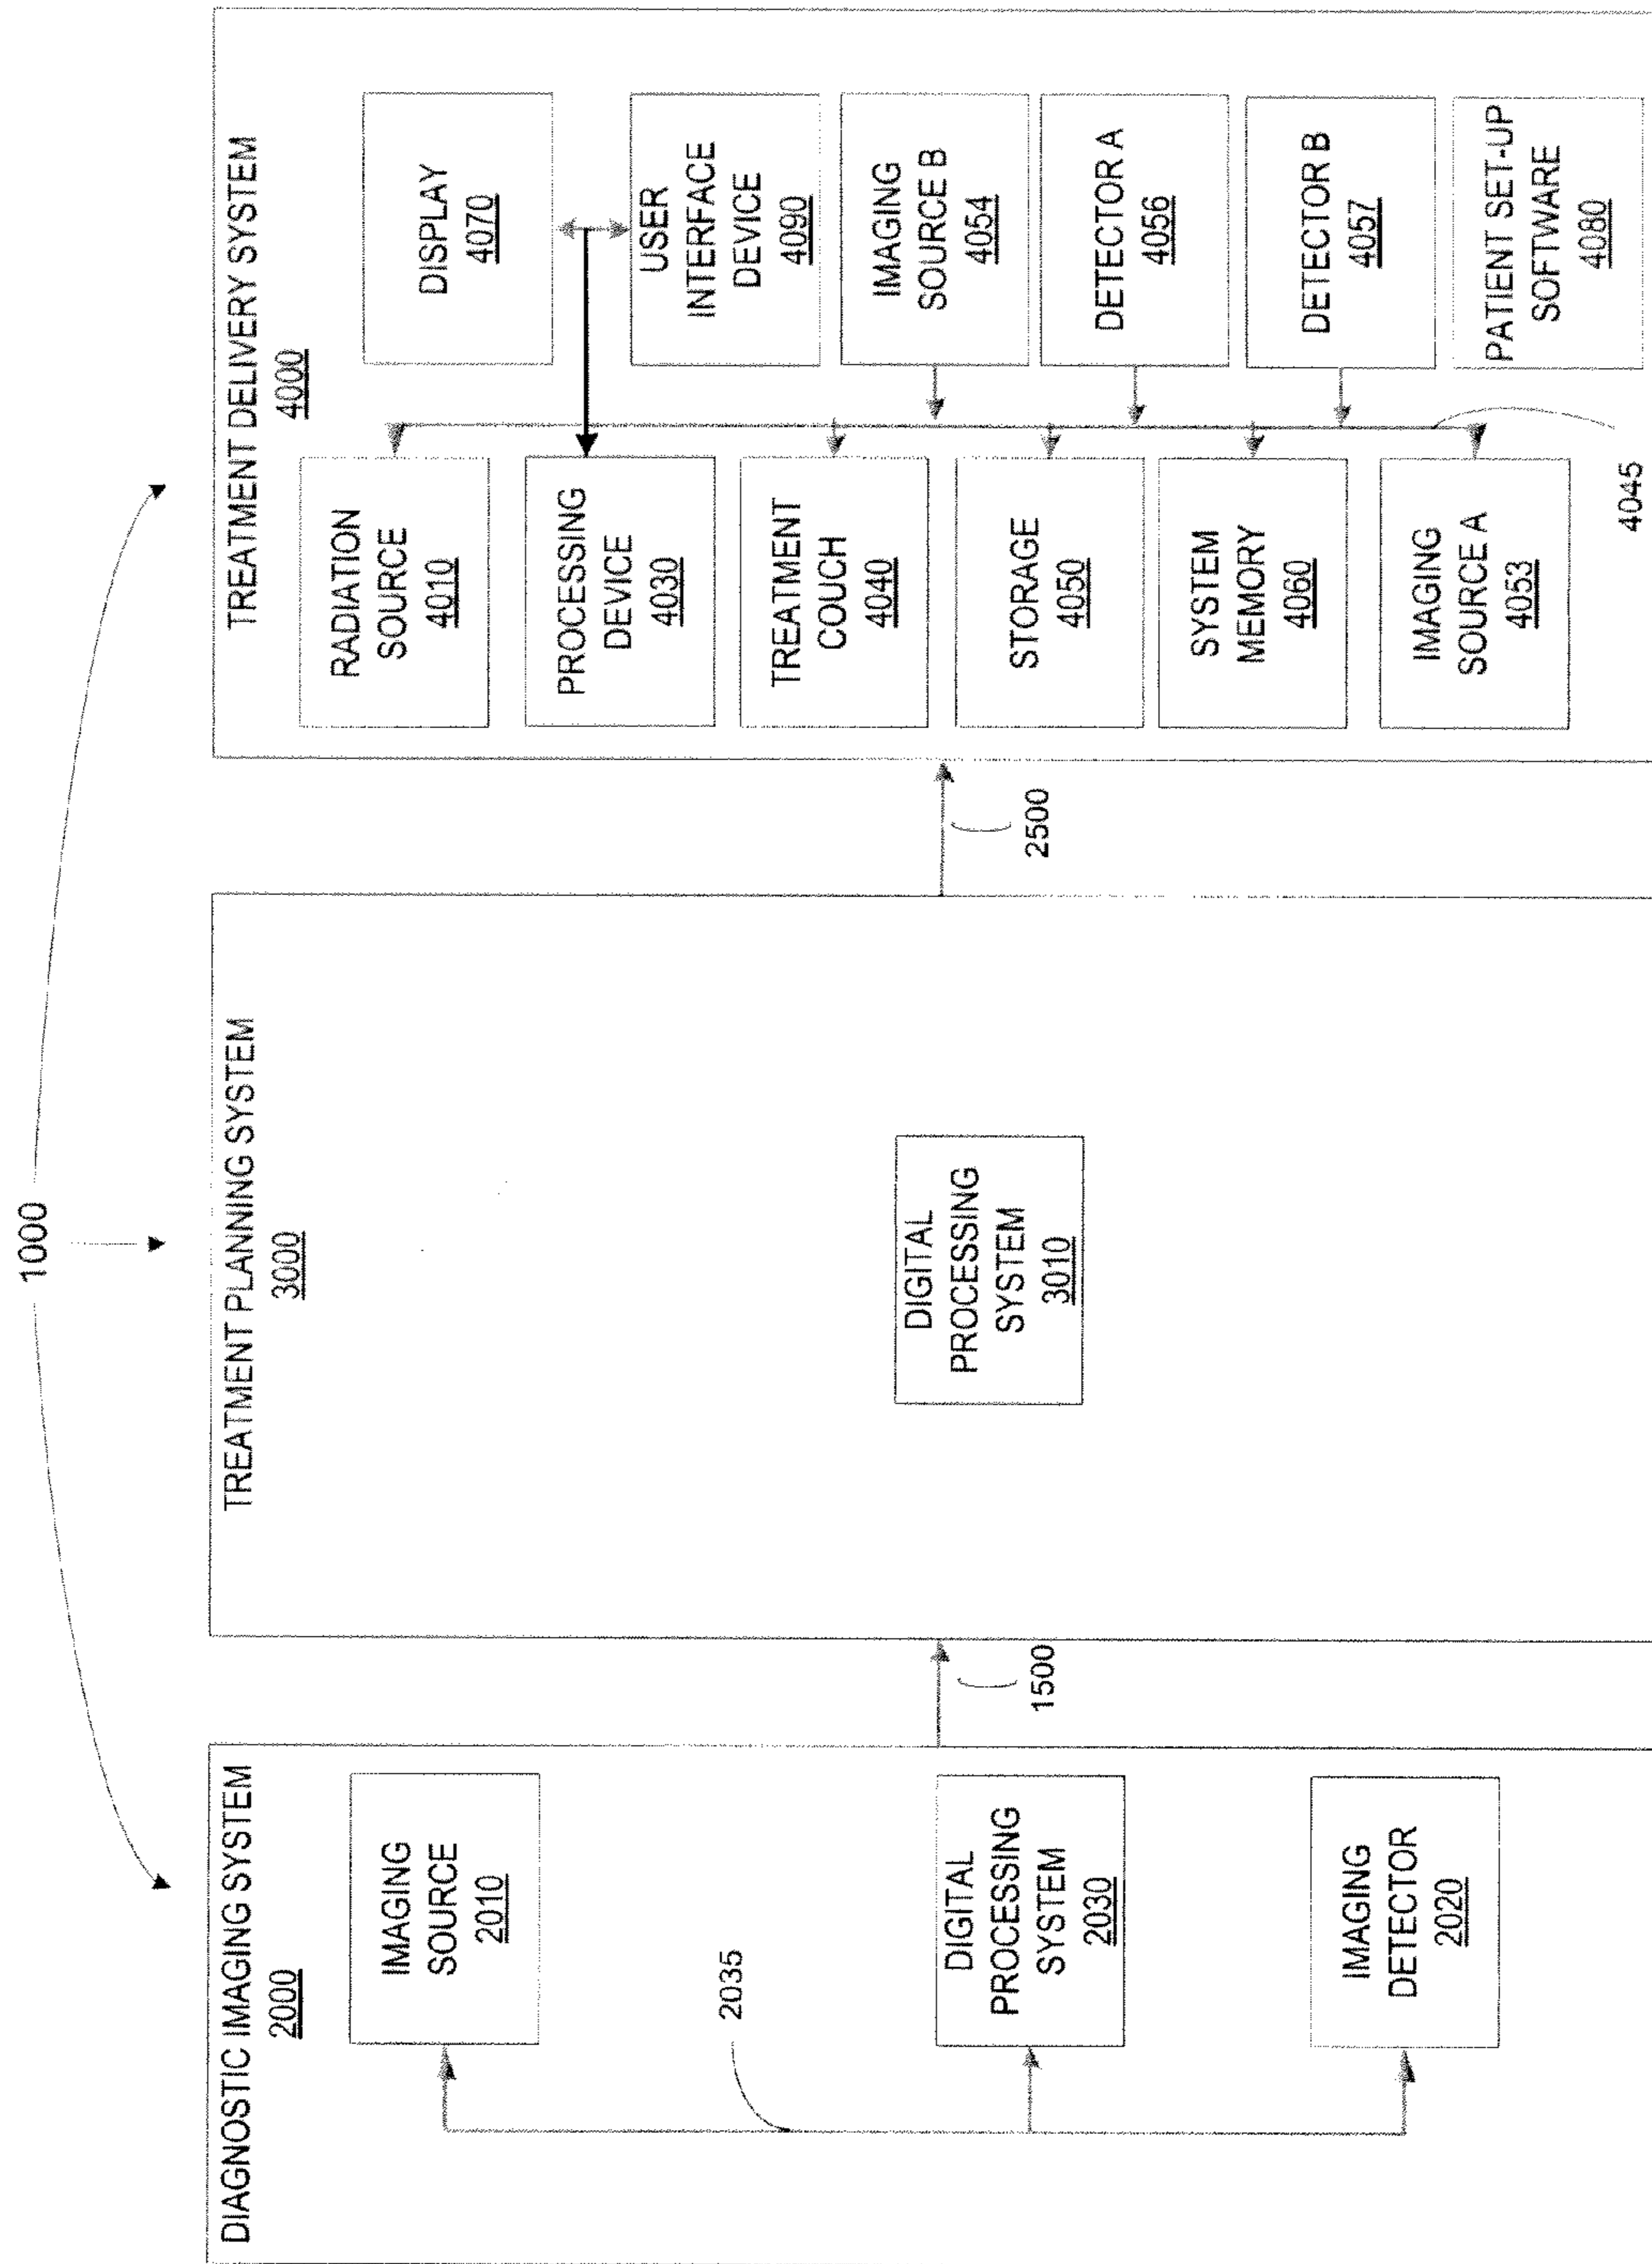 1000
DIAGNOSTIC IMAGING SYSTEM
2000
IMAGING
SOURCE
2010
2035
DIGITAL
PROCESSING
SYSTEM
2030
IMAGING
DETECTOR
2020
1500
TREATMENT PLANNING SYSTEM
3000
DIGITAL
PROCESSING
SYSTEM
3010
2500
TREATMENT DELIVERY SYSTEM
4000
RADIATION
SOURCE
4010
PROCESSING
DEVICE
4030
TREATMENT
COUCH
4040
STORAGE
4050
SYSTEM
MEMORY
4060
IMAGING
SOURCE A
4053
DISPLAY
4070
USER
INTERFACE
DEVICE
4090
IMAGING
SOURCE B
4054
DETECTOR A
4056
DETECTOR B
4057
PATIENT SET-UP
SOFTWARE
4080
4045